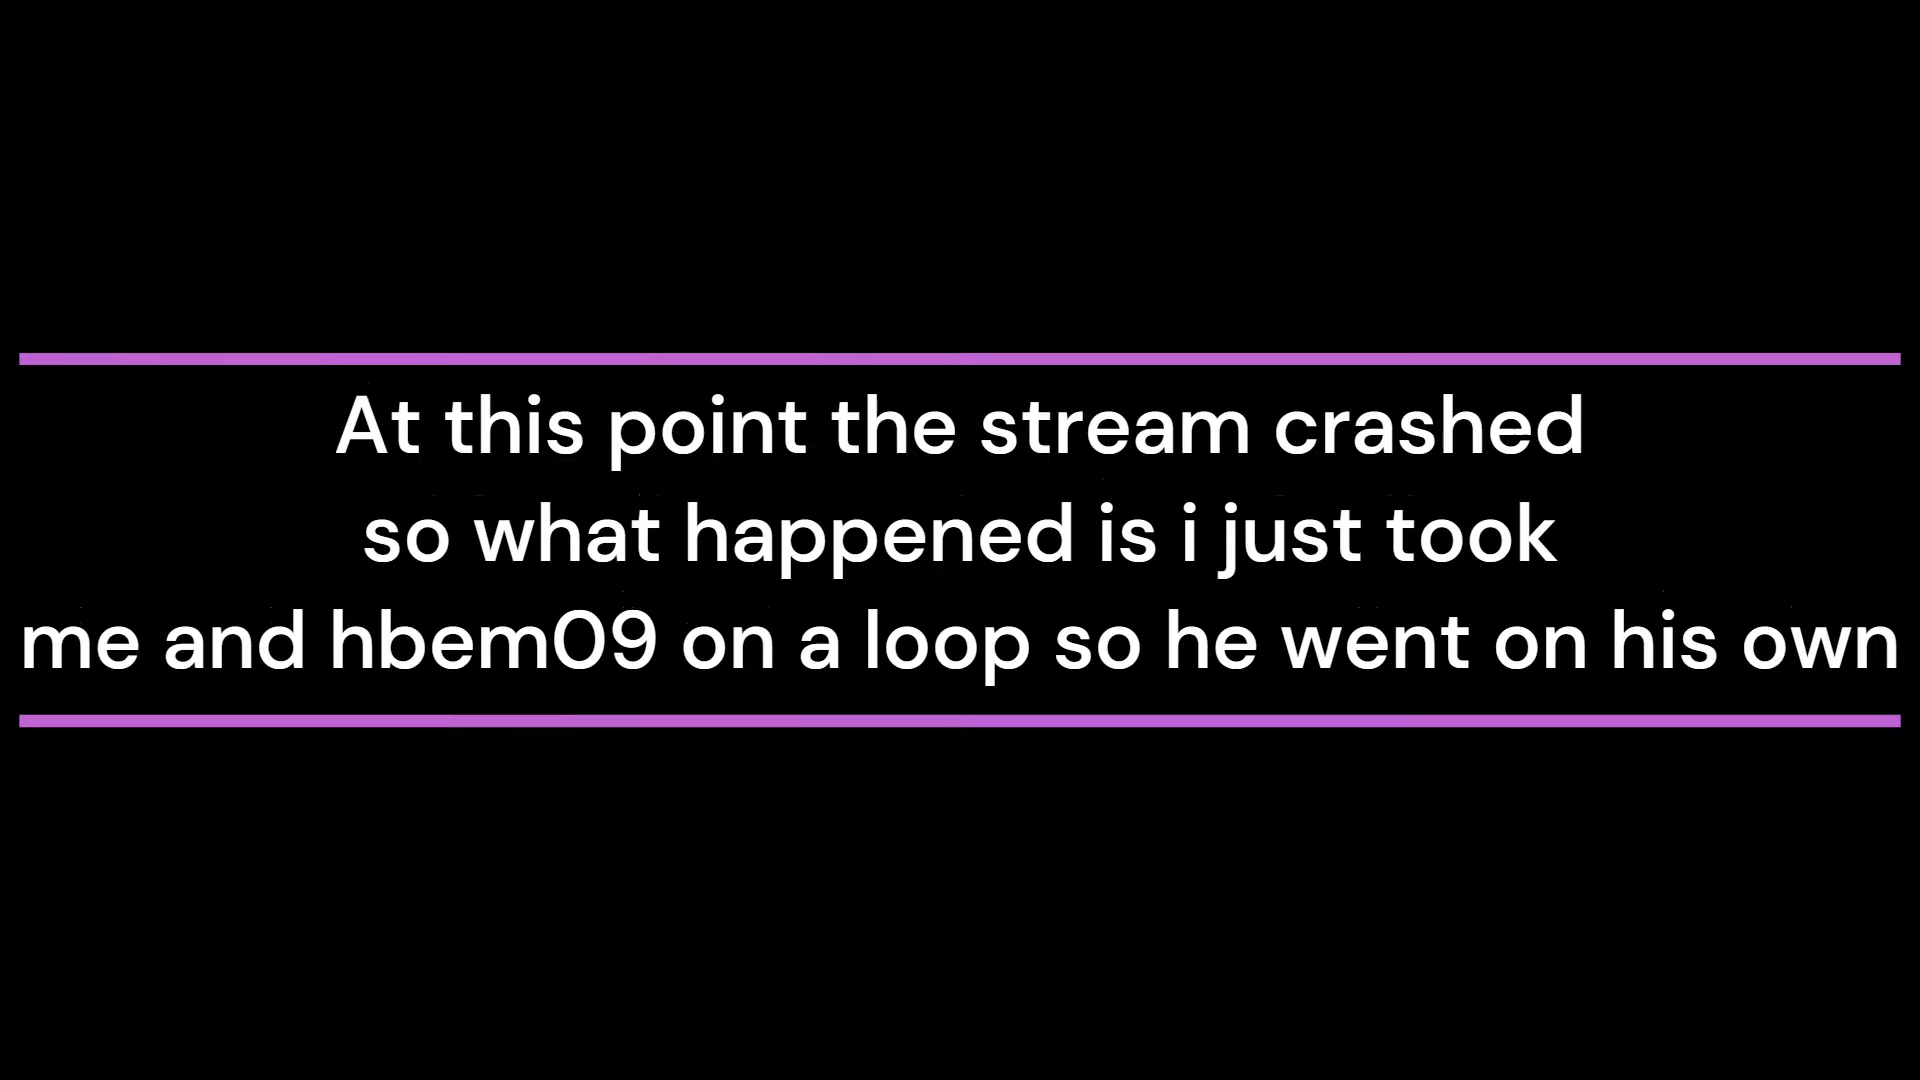 At this point the stream crashed
so what happened is i just took
me and hbem09 on a loop so he went on his own